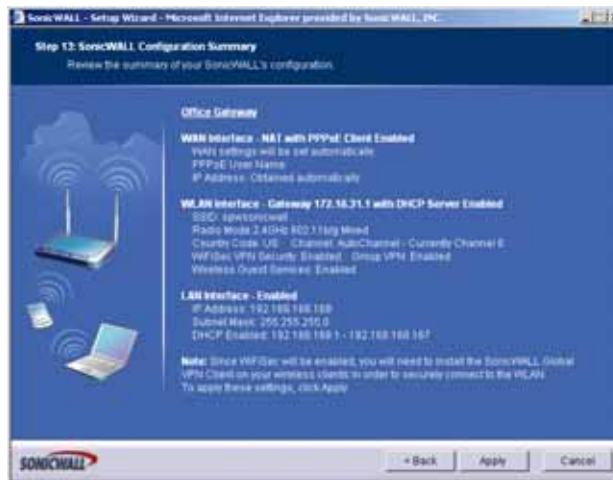 SonicWALL - Setup Wizard - Microsoft Internet Explorer provided by SonicWALL, INC.
Step 13: SonicWALL Configuration Summary
Review the summary of your SonicWALL's configuration.
Office Gateway
WAN Interface - NAT with PPPoE Client Enabled
WAN settings will be set automatically
PPPoE User Name:
IP Address: Obtained automatically
WLAN Interface - Gateway 172.16.31.1 with DHCP Server Enabled
SSID: spwsonicwall
Radio Mode 2.4GHz 802.11b/g Mixed
Country Code: US Channel: AutoChannel - Currently Channel 6
WiFiSec VPN Security: Enabled Group VPN: Enabled
Wireless Guest Services: Enabled
LAN Interface - Enabled
IP Address: 192.168.168.168
Subnet Mask: 255.255.255.0
DHCP Enabled: 192.168.168.1 - 192.168.168.167
Note: Since WiFiSec will be enabled, you will need to install the SonicWALL Global
VPN Client on your wireless clients in order to securely connect to the WLAN.
To apply these settings, click Apply.
SONICWALL
< Back Apply Cancel